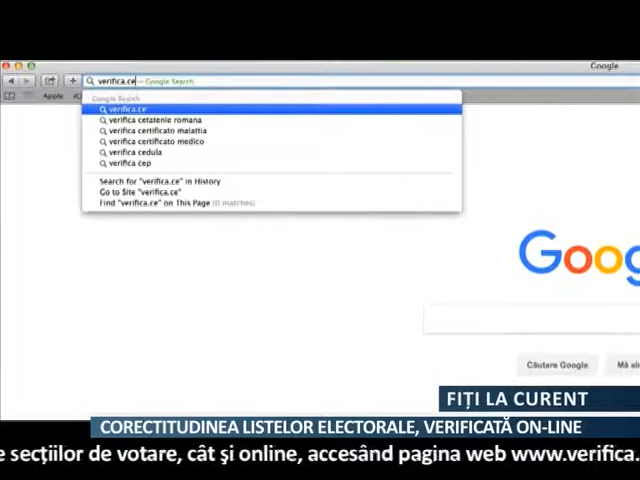 Google
verifica.ce — Google Search
Apple
Google Search
verifica.ce
verifica cetatenie romana
verifica certificato malattia
verifica certificato medico
verifica cedula
verifica cep
Search for "verifica.ce" in History
Go to Site "verifica.ce"
Find "verifica.ce" on This Page (0 matches)
Goog
Căutare Google
Mă si
FIȚI LA CURENT
CORECTITUDINEA LISTELOR ELECTORALE, VERIFICATĂ ON-LINE
e secțiilor de votare, cât și online, accesând pagina web www.verifica.